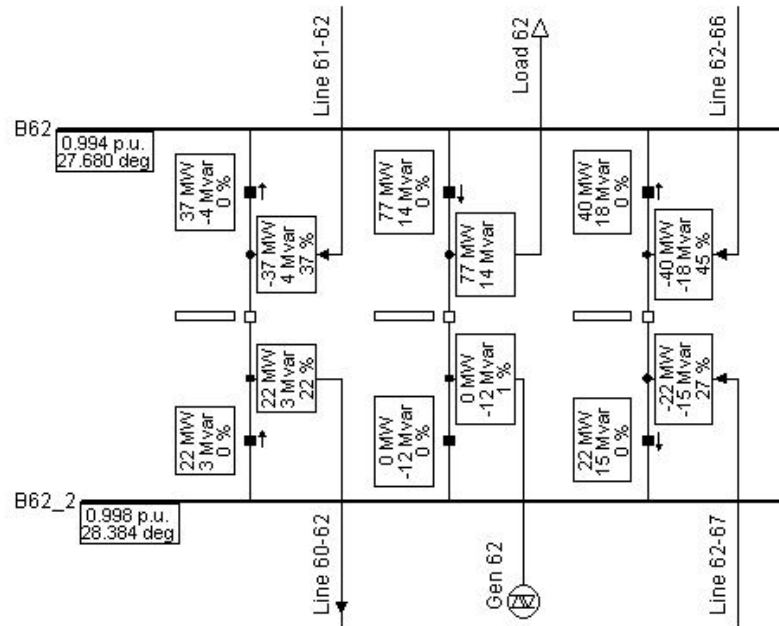 Line 61-62
Load 62
Line 62-66
B62
0.994 p.u.
27.680 deg
37 MW
-4 Mvar
0 %
77 MW
14 Mvar
0 %
40 MW
18 Mvar
0 %
-37 MW
4 Mvar
37 %
77 MW
14 Mvar
-40 MW
-18 Mvar
45 %
22 MW
3 Mvar
22 %
0 MW
-12 Mvar
1 %
-22 MW
-15 Mvar
27 %
22 MW
3 Mvar
0 %
0 MW
-12 Mvar
0 %
22 MW
15 Mvar
0 %
B62_2
0.998 p.u.
28.384 deg
Line 60-62
Gen 62
Line 62-67